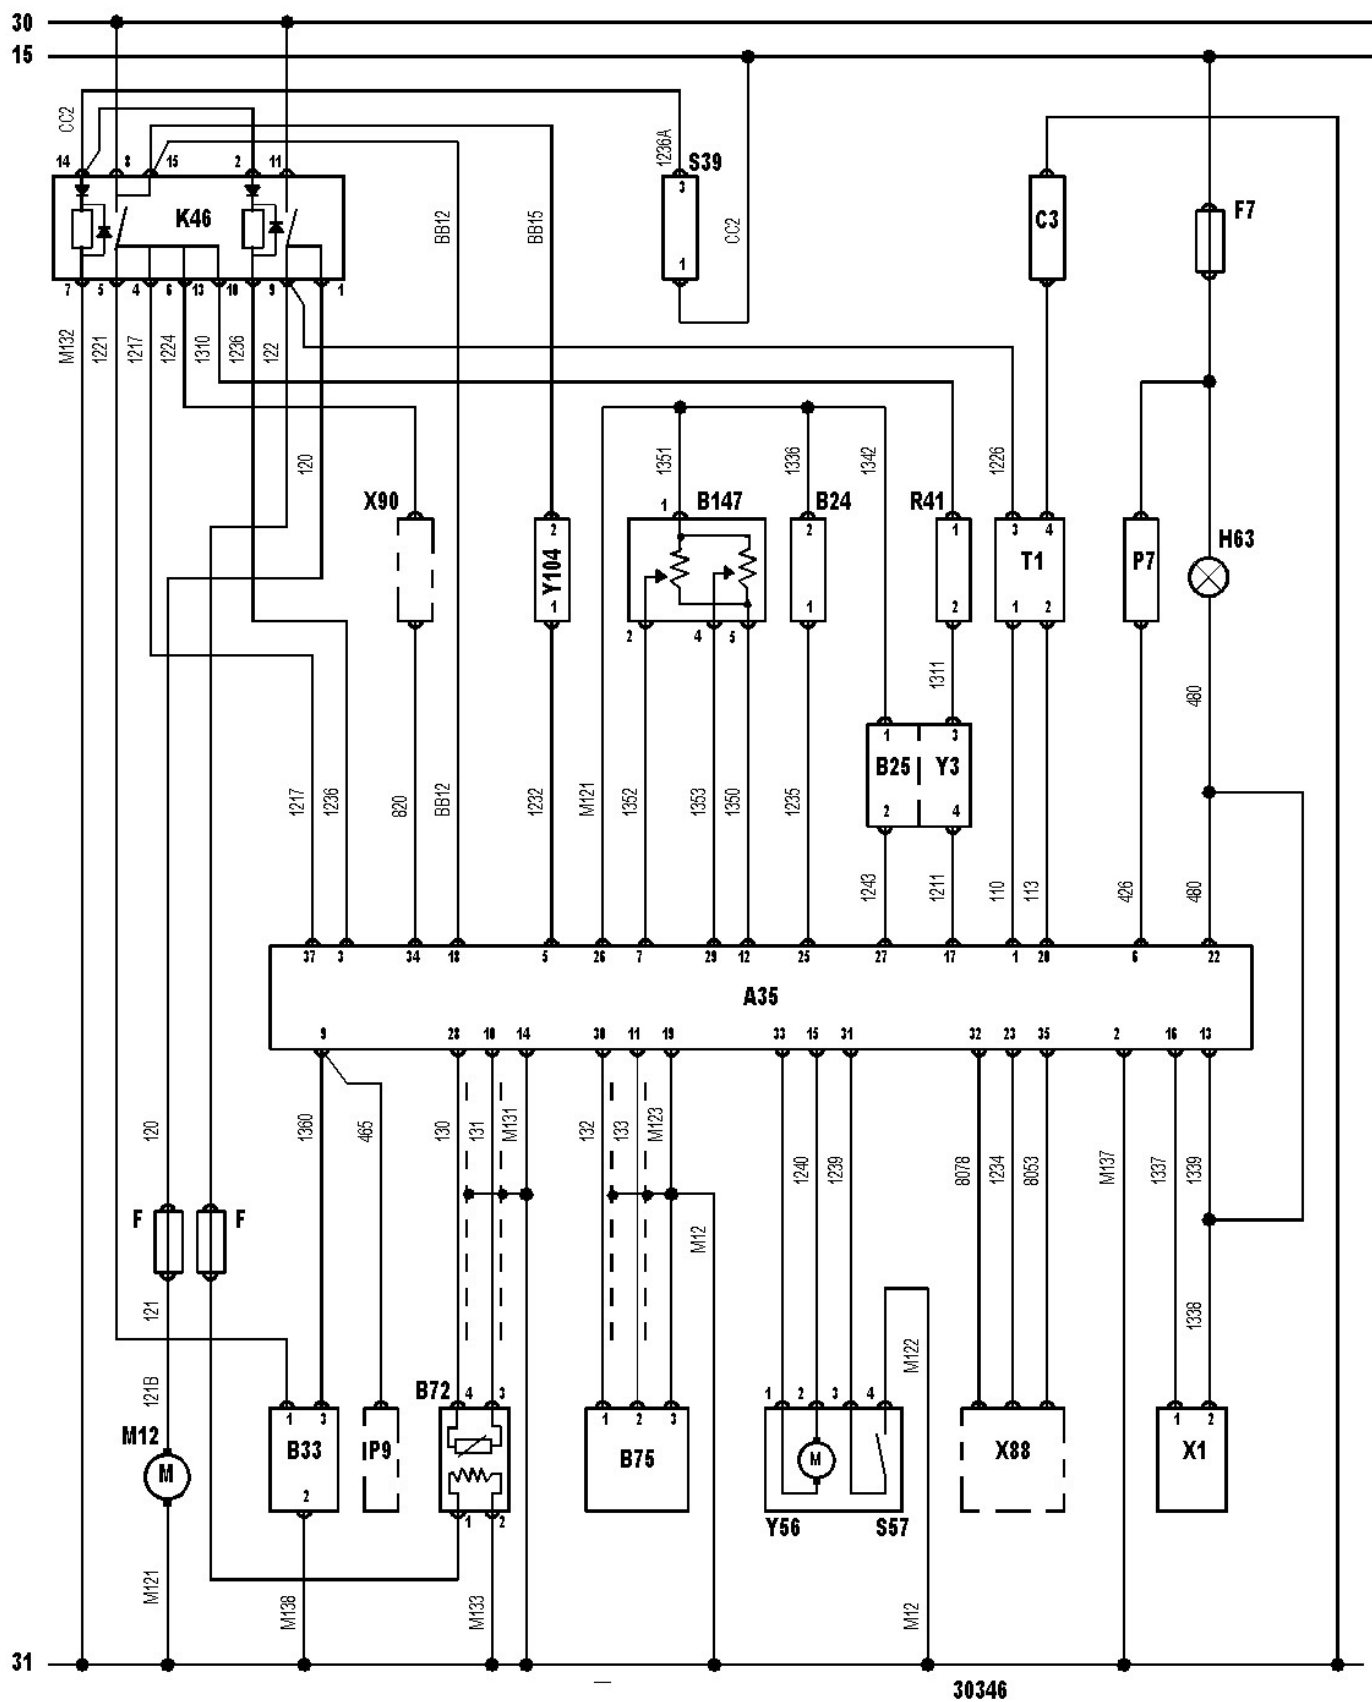 30
15
CC2
1236A
S39
14 8 15 2 11
3
K46
BB12
BB15
CC2
C3
F7
1
7 5 4 6 13 10 9 1
M132
1221
1217
1224
1310
1236
122
120
1351
1336
1342
1226
X90
1
B147
B24
R41
2
2
1
3 4
Y104
T1
P7
H63
1
1
2
1 2
2 4 5
1311
480
1 3
B25
Y3
2 4
1217
1236
820
BB12
1232
M121
1352
1353
1350
1235
1243
1211
110
113
426
480
37 3 34 18 5 26 7 29 12 25 27 17 1 20 6 22
A35
9 28 10 14 30 11 19 33 15 31 32 23 35 2 16 13
120
1360
465
130
131
M131
132
133
M123
1240
1239
8078
1234
8053
M137
1337
1339
F
F
M12
121
1338
M122
121B
B72
4 3
1 2 3 4
M12
1 3
1 2 3
1 2
M
B33
P9
B75
M
X88
X1
2
1 2
Y56
S57
M121
M138
M133
M12
31
30346